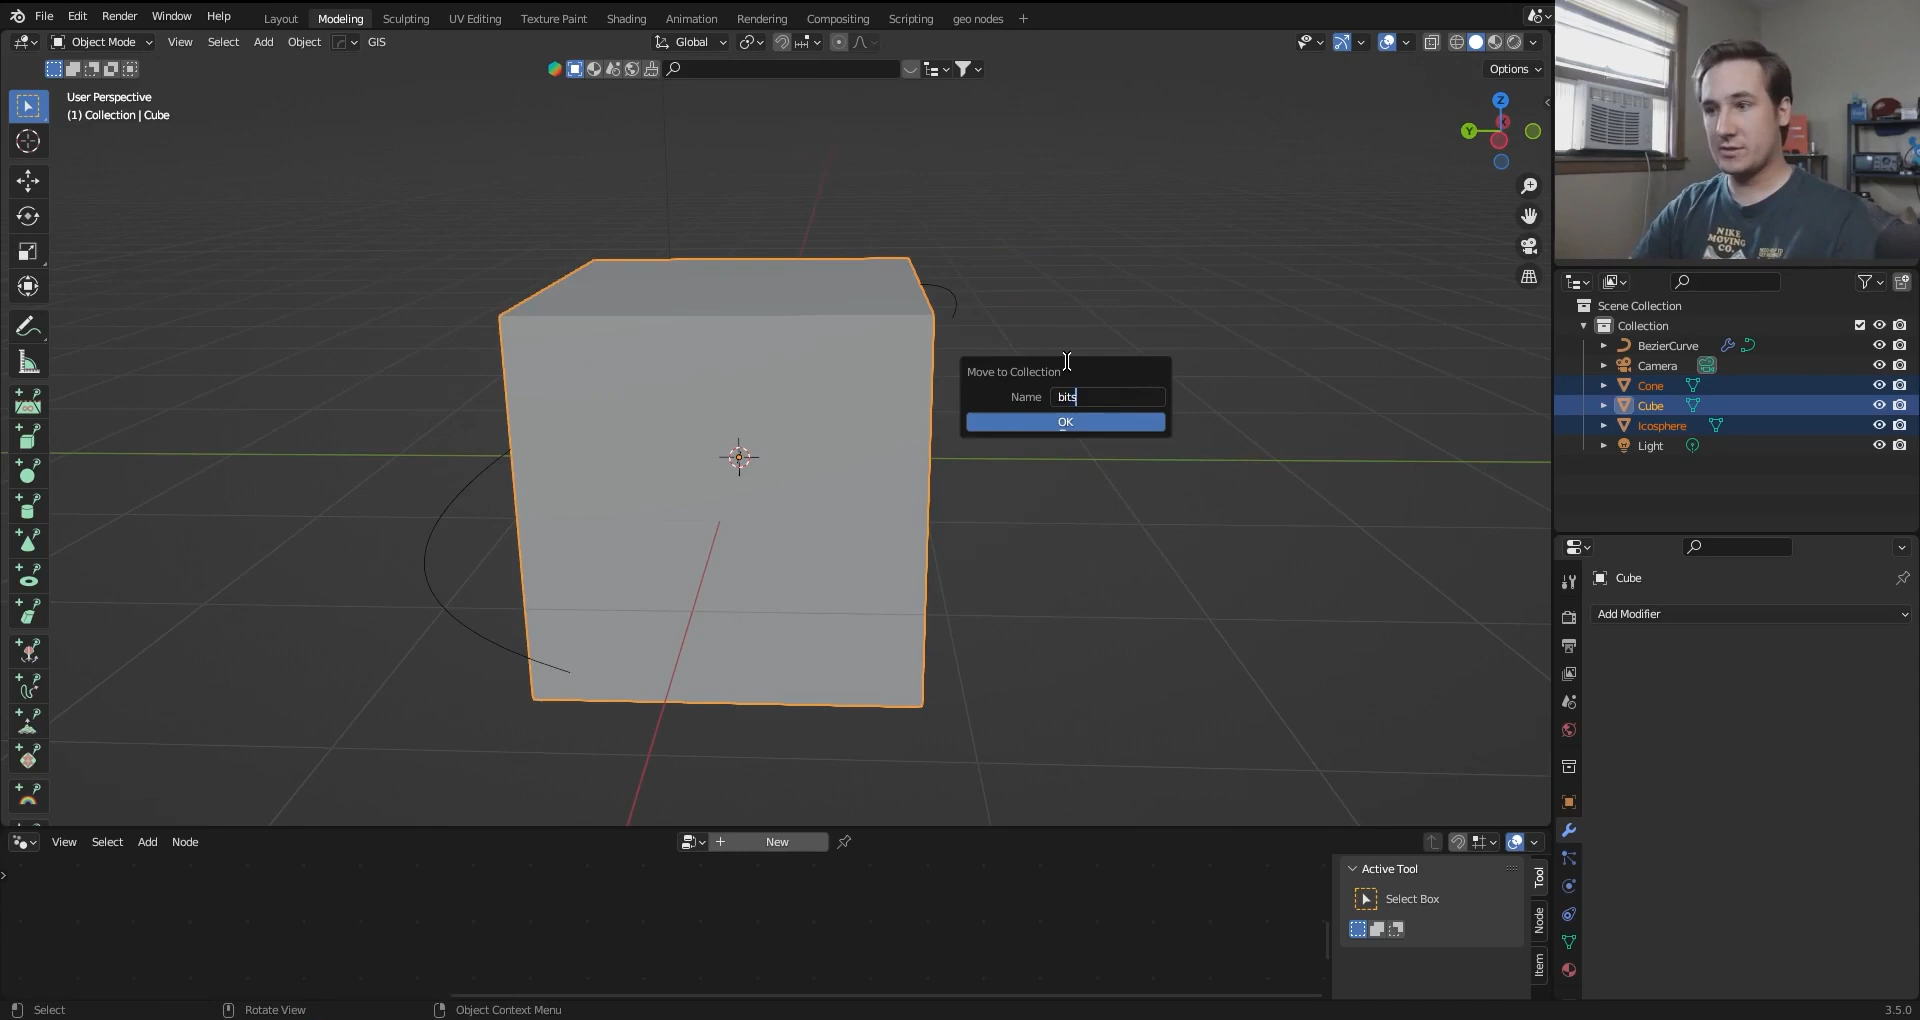 File Edit Render Window Help
Layout Modeling Sculpting UV Editing Texture Paint Shading Animation Rendering Compositing Scripting geo nodes +
Object Mode View Select Add Object GIS
Global
Options
User Perspective
(1) Collection | Cube
Z
Y
X
Move to Collection
Name bits
OK
NIKE
MOVING
CO.
Scene Collection
Collection
BezierCurve
Camera
Cone
Cube
Icosphere
Light
Cube
Add Modifier
View Select Add Node
New
Active Tool
Select Box
Tool
Node
Item
Select
Rotate View
Object Context Menu
3.5.0